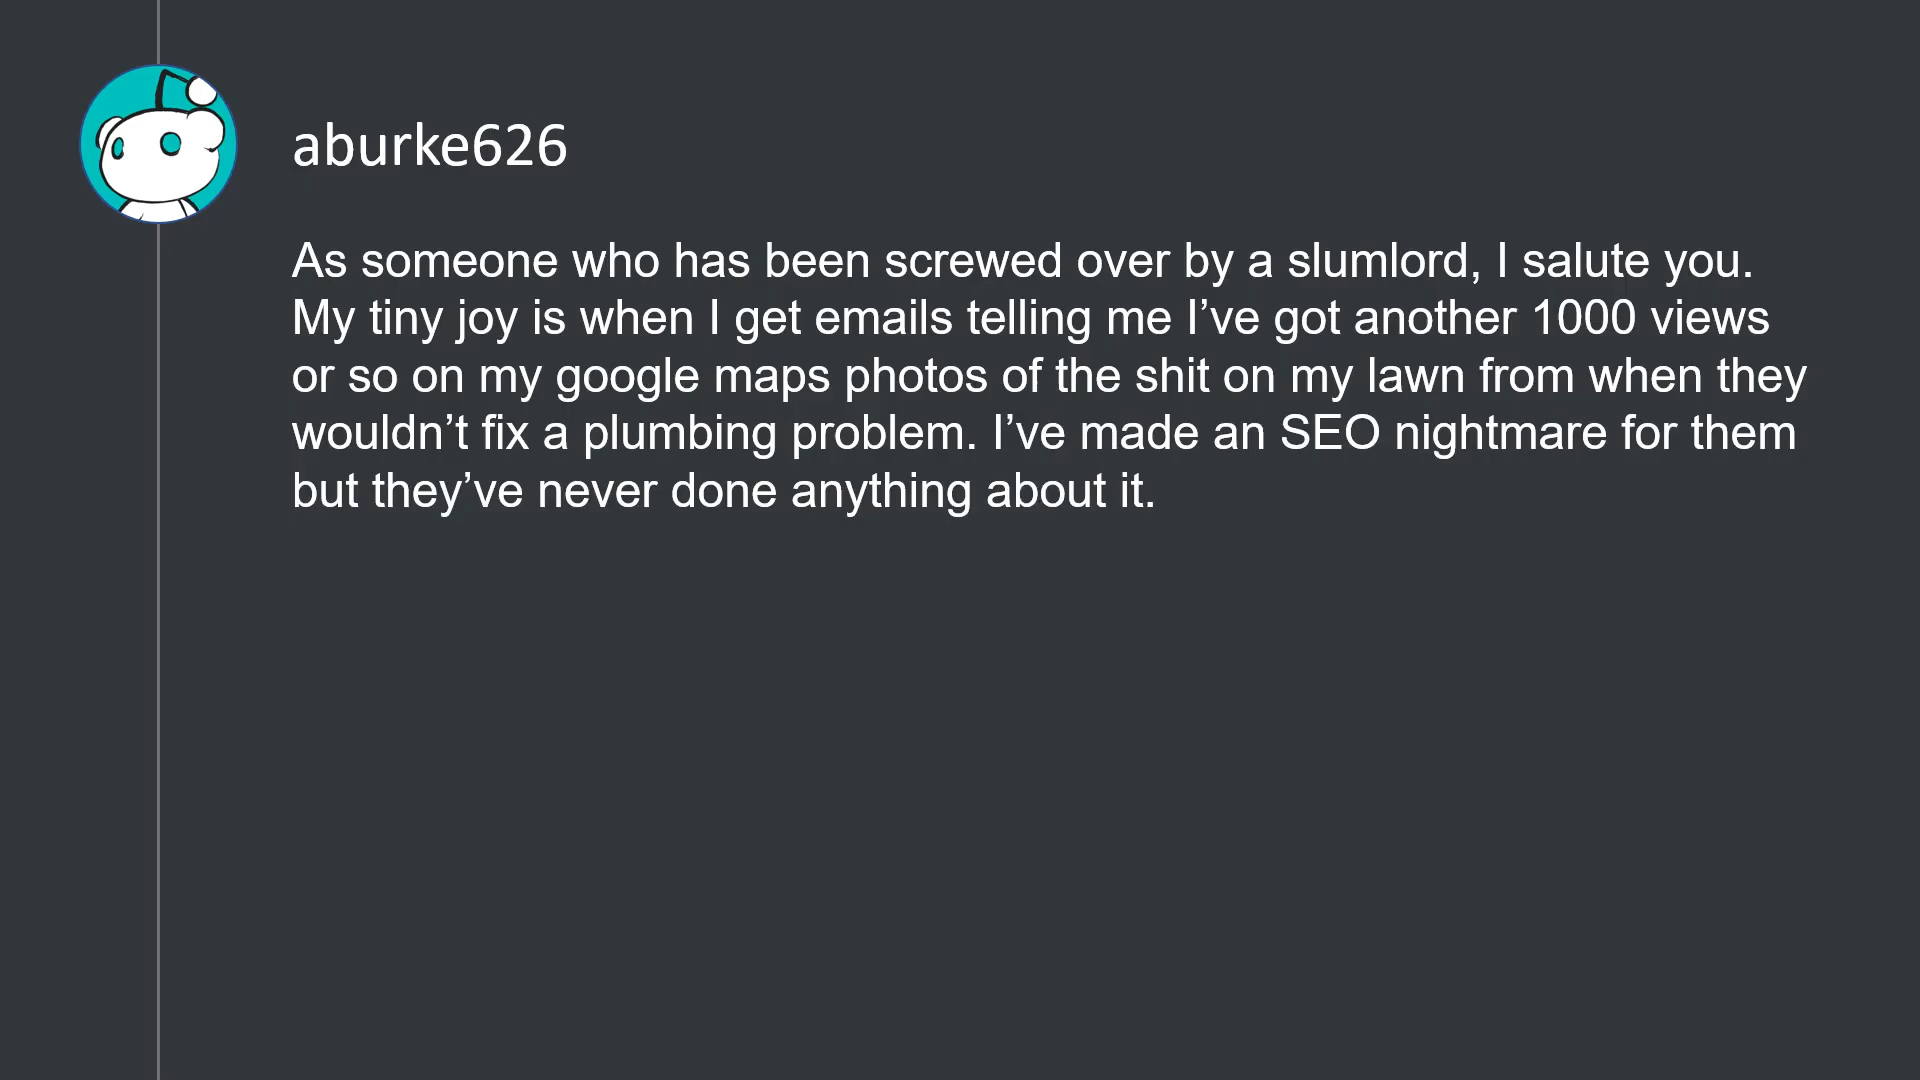 aburke626
As someone who has been screwed over by a slumlord, I salute you.
My tiny joy is when I get emails telling me I’ve got another 1000 views
or so on my google maps photos of the shit on my lawn from when they
wouldn’t fix a plumbing problem. I’ve made an SEO nightmare for them
but they’ve never done anything about it.